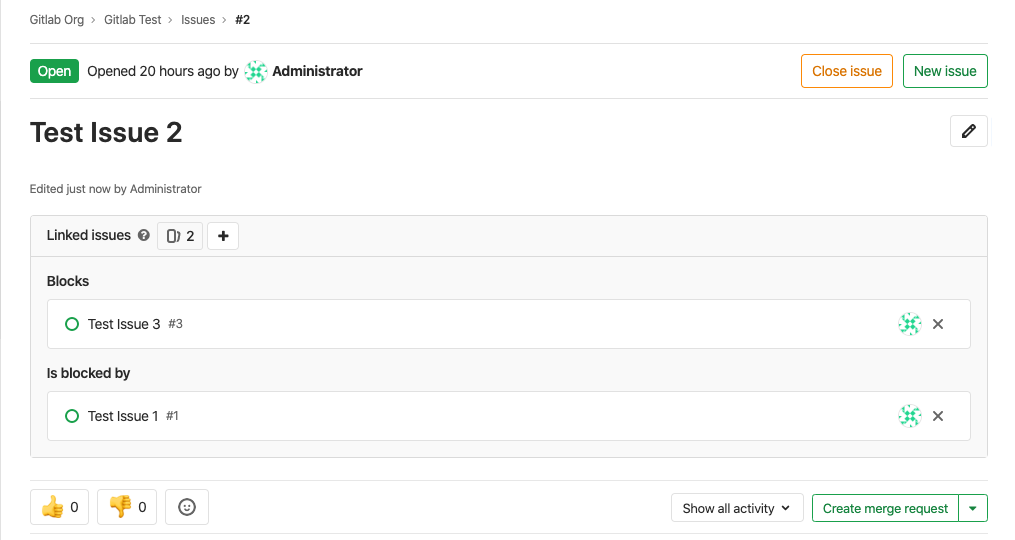 Gitlab Org › Gitlab Test › Issues › #2
Open Opened 20 hours ago by Administrator Close issue New issue
Test Issue 2
Edited just now by Administrator
Linked issues ? 2 +
Blocks
Test Issue 3 #3
Is blocked by
Test Issue 1 #1
0 0 Show all activity Create merge request